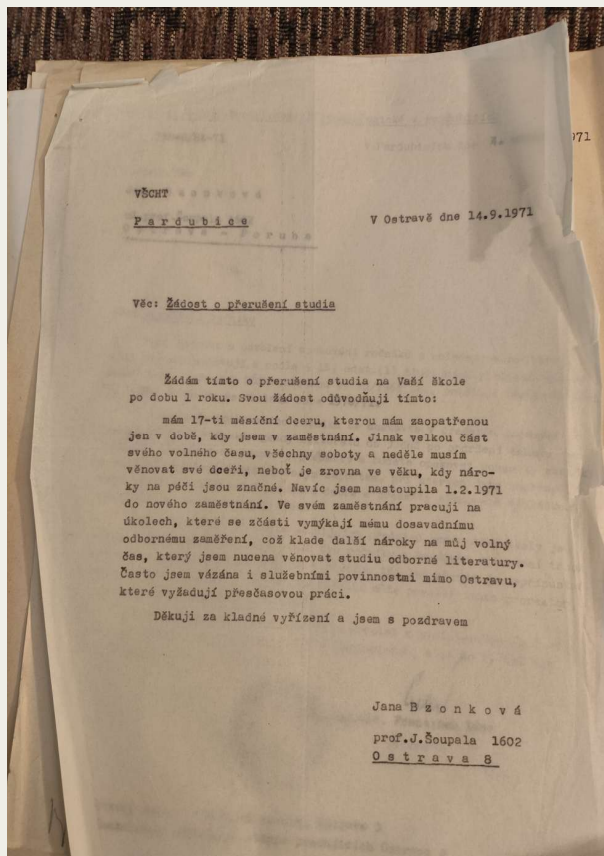 971
VŠCHT
Pardubice
V Ostravě dne 14.9.1971
Věc: Žádost o přerušení studia
Žádám tímto o přerušení studia na Vaší škole
po dobu 1 roku. Svou žádost odůvodňuji tímto:
mám 17-ti měsíční dceru, kterou mám zaopatřenou
jen v době, kdy jsem v zaměstnání. Jinak velkou část
svého volného času, všechny soboty a neděle musím
věnovat své dceři, neboť je zrovna ve věku, kdy náro-
ky na péči jsou značné. Navíc jsem nastoupila 1.2.1971
do nového zaměstnání. Ve svém zaměstnání pracuji na
úkolech, které se zčásti vymykají mému dosavadnímu
odbornému zaměření, což klade další nároky na můj volný
čas, který jsem nucena věnovat studiu odborné literatury.
Často jsem vázána i služebními povinnostmi mimo Ostravu,
které vyžadují přesčasovou práci.
Děkuji za kladné vyřízení a jsem s pozdravem
Jana Bzonková
prof.J.Šoupala 1602
Ostrava 8